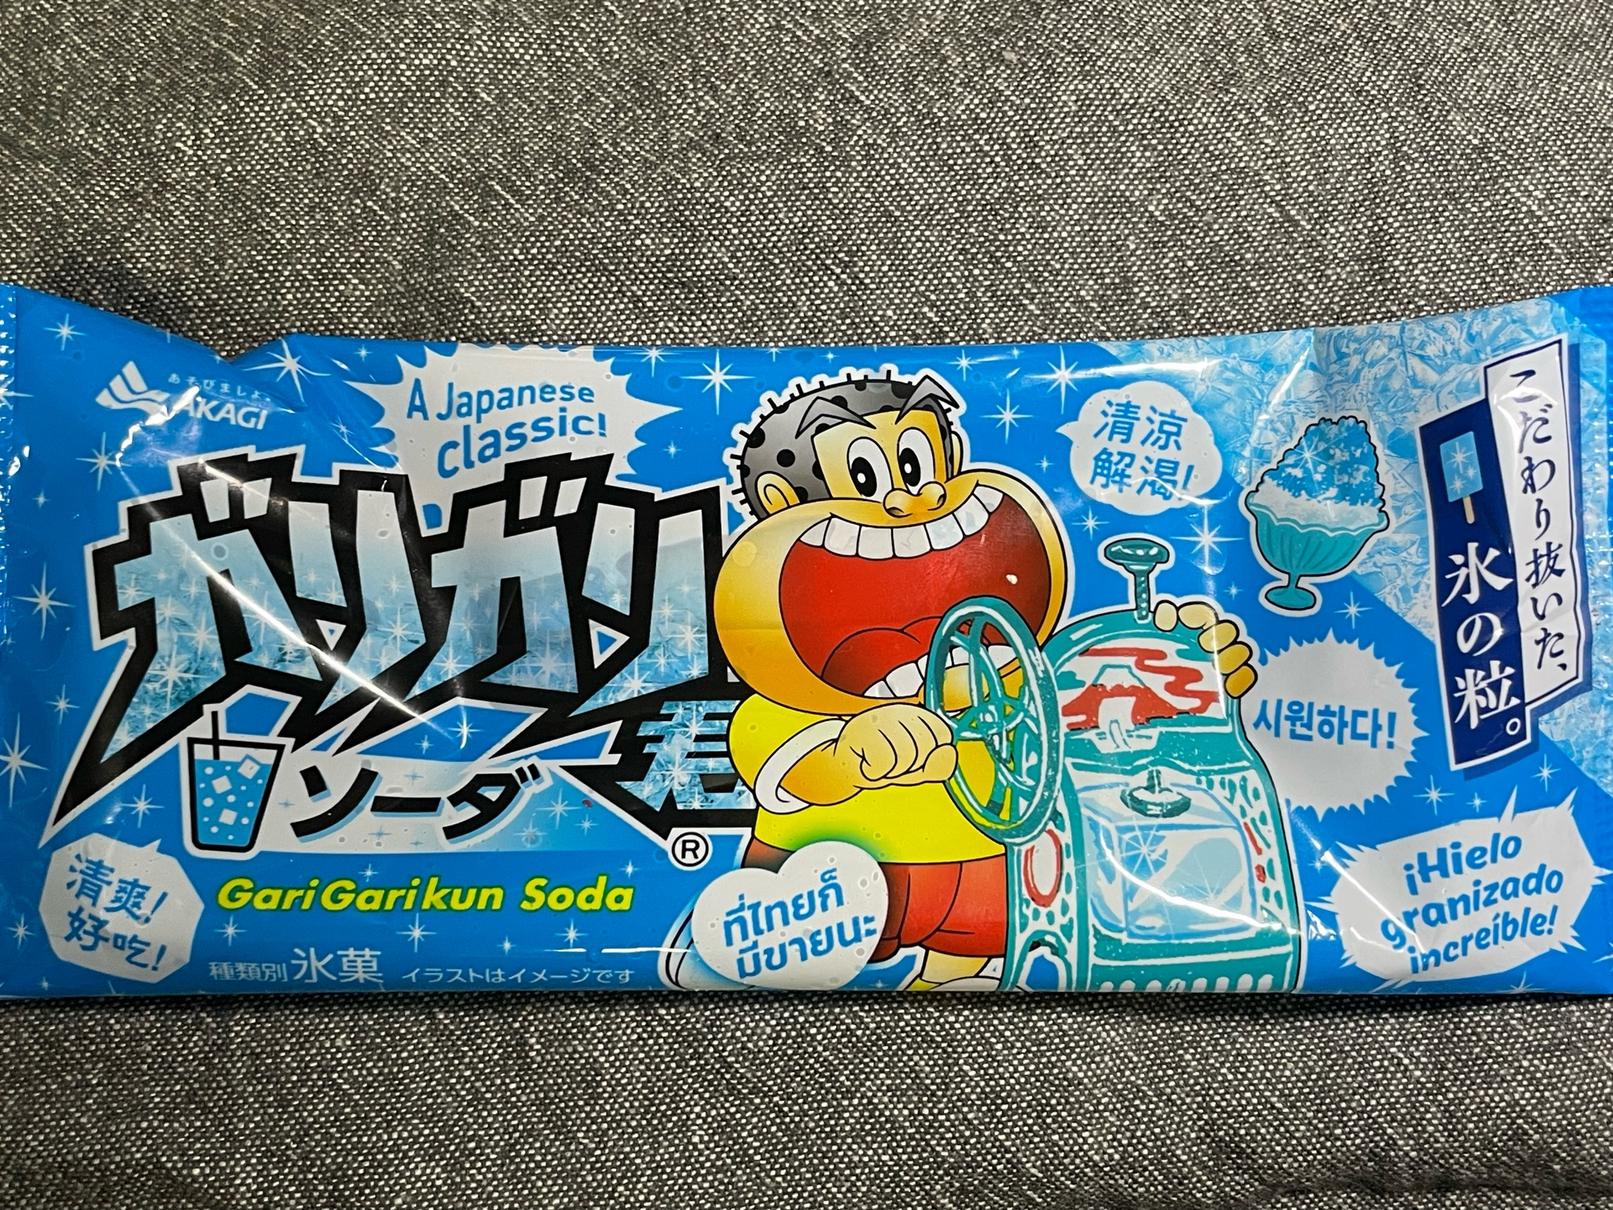 あそびましょ
AKAGI
A Japanese
classic!
ガリガリ
君
ソーダ
®
GariGarikun Soda
清爽!
好吃!
種類別 氷菓 イラストはイメージです
ที่ไทยก็
มีขายนะ
清涼
解渴!
시원하다!
¡Hielo
granizado
increíble!
こだわり抜いた、
氷の粒。